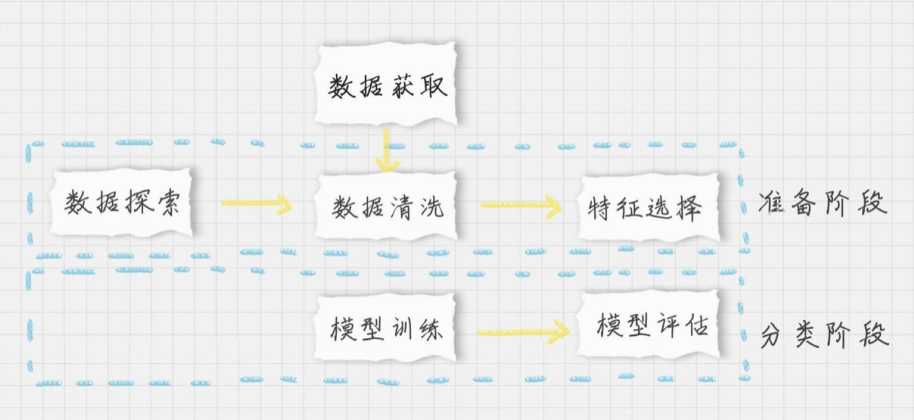 数据获取
数据探索
数据清洗
特征选择
准备阶段
模型训练
模型评估
分类阶段